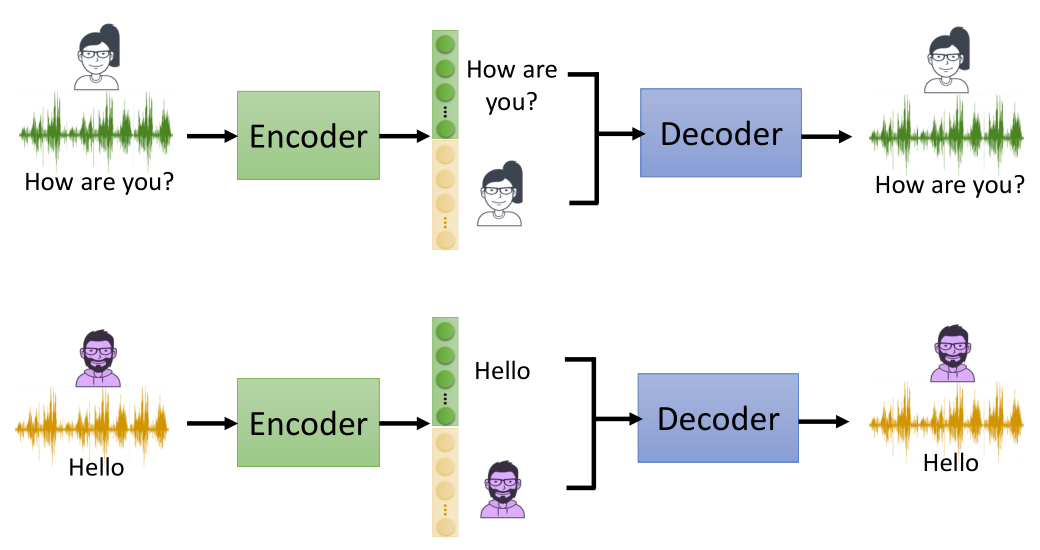 How are
you?
Encoder
Decoder
How are you?
How are you?
Hello
Encoder
Decoder
Hello
Hello